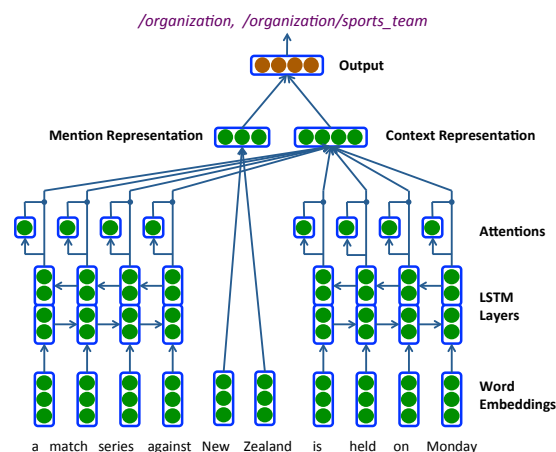 /organization, /organization/sports_team
Output
Mention Representation
Context Representation
Attentions
LSTM
Layers
Word
Embeddings
a match series against New Zealand is held on Monday